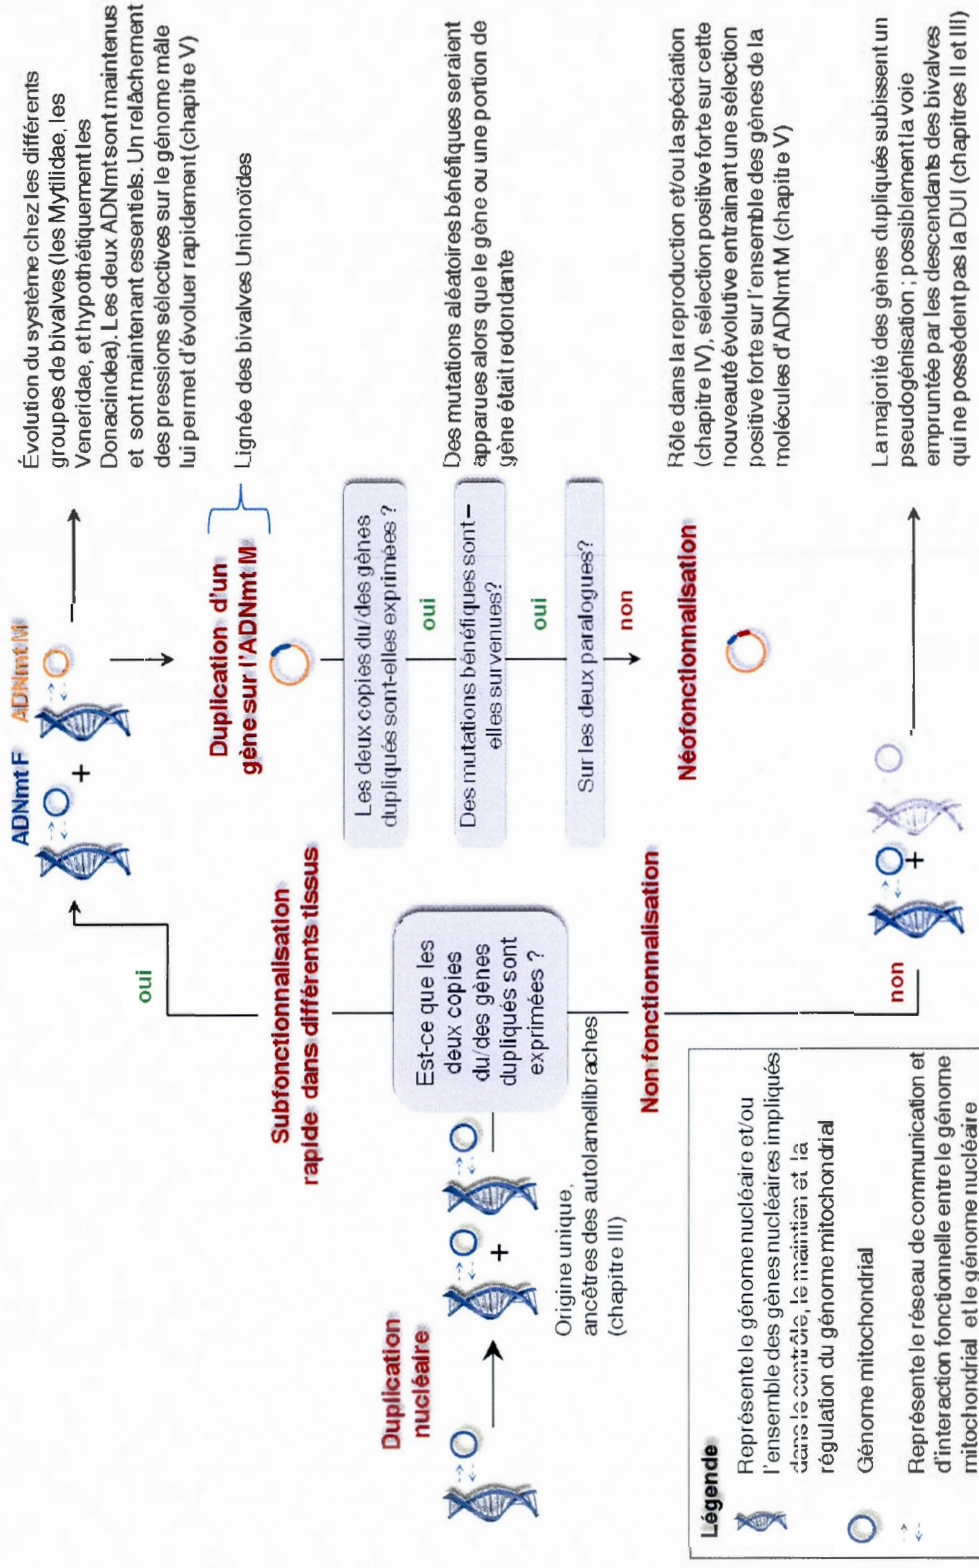 ADNmt F
ADNmt M
+
Évolution du système chez les différents
groupes de bivalves (les Mytilidae, les
Veneridae, et hypothétiquement les
Donacindea). Les deux ADNmt sont maintenus
et sont maintenant essentiels. Un relâchement
des pressions sélectives sur le génome mâle
lui permet d'évoluer rapidement (chapitre V)
oui
Subfonctionnalisation
rapide dans différents tissus
Duplication d'un
gène sur l'ADNmt M
Lignée des bivalves Unionoïdes
Les deux copies du/des gènes
dupliqués sont-elles exprimées ?
oui
Des mutations bénéfiques sont–
elles survenues?
Des mutations aléatoires bénéfiques seraient
apparues alors que le gène ou une portion de
gène était redondante
oui
Sur les deux paralogues?
non
Néofonctionnalisation
Rôle dans la reproduction et/ou la spéciation
(chapitre IV), sélection positive forte sur cette
nouveauté évolutive entrainant une sélection
positive forte sur l'ensemble des gènes de la
molécules d'ADNmt M (chapitre V)
Duplication
nucléaire
+
Origine unique,
ancêtres des autolamellibraches
(chapitre III)
Est-ce que les
deux copies
du/des gènes
dupliqués sont
exprimées ?
Non fonctionnalisation
non
+
La majorité des gènes dupliqués subissent un
pseudogénisation ; possiblement la voie
emprunteé par les descendants des bivalves
qui ne possèdent pas la DUI (chapitres II et III)
Légende
Représente le génome nucléaire et/ou
l'ensemble des gènes nucléaires impliqués
dans le contrôle, le maintien et la
régulation du génome mitochondrial
Génome mitochondrial
Représente le réseau de communication et
d'interaction fonctionnelle entre le génome
mitochondrial et le génome nucléaire